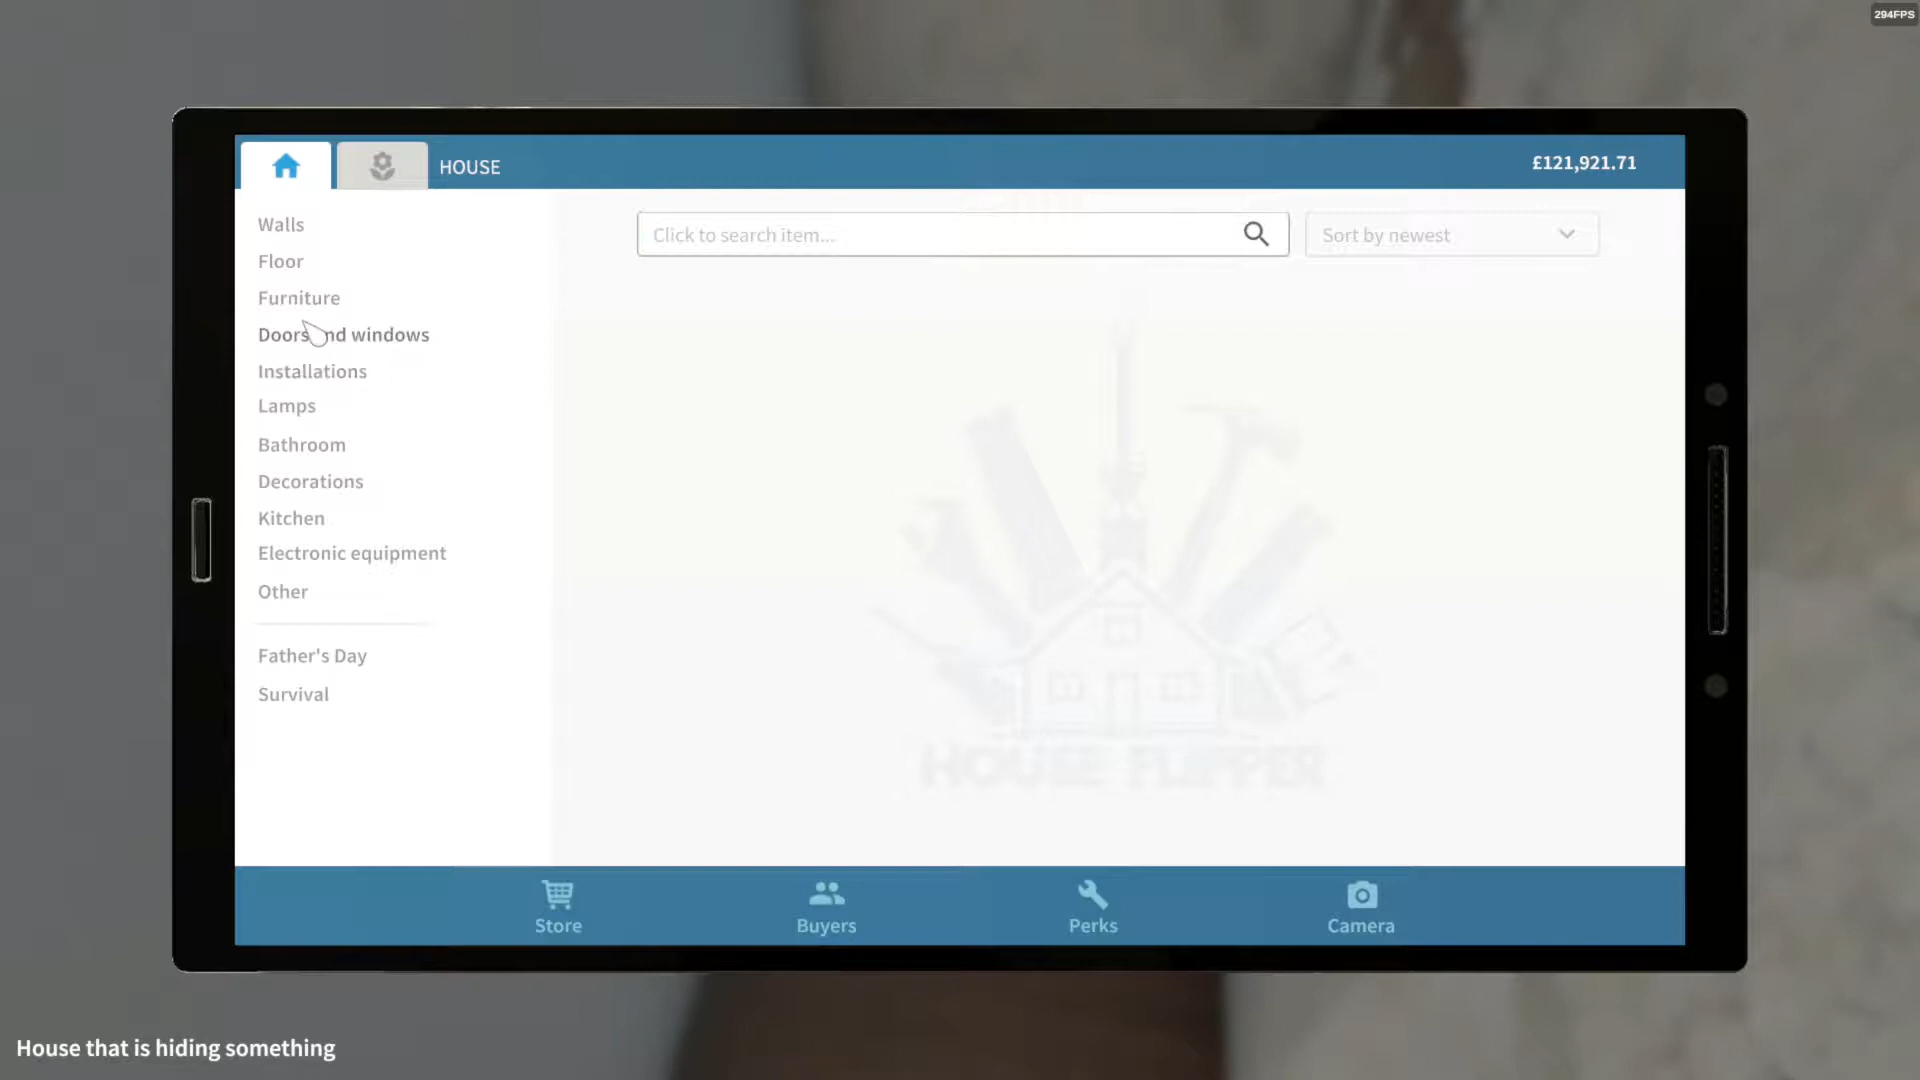 294FPS
HOUSE
£121,921.71
Walls
Click to search item...
Sort by newest
Floor
Furniture
Doors and windows
Installations
Lamps
Bathroom
Decorations
Kitchen
Electronic equipment
Other
Father's Day
Survival
HOUSE FLIPPER
Store
Buyers
Perks
Camera
House that is hiding something